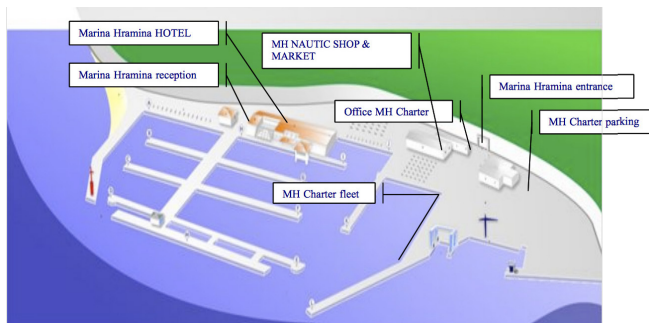 Marina Hramina HOTEL
MH NAUTIC SHOP &
MARKET
Marina Hramina reception
Marina Hramina entrance
Office MH Charter
MH Charter parking
MH Charter fleet